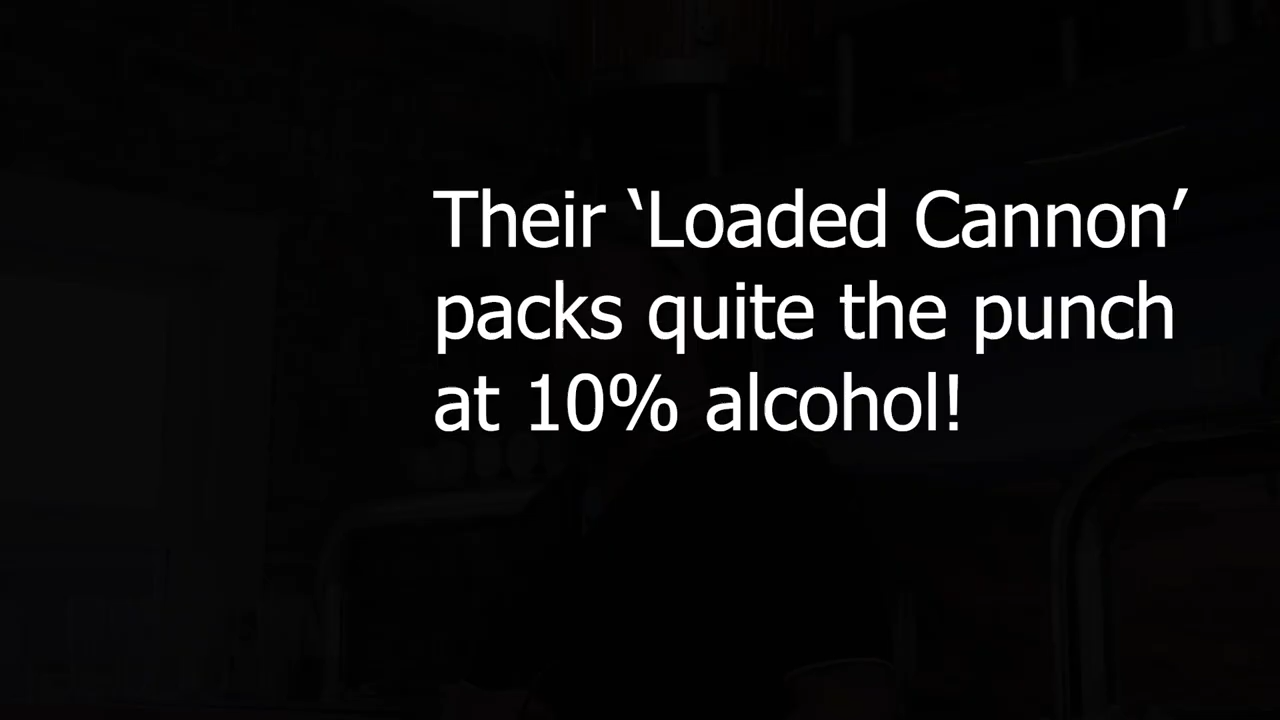 Their ‘Loaded Cannon’
packs quite the punch
at 10% alcohol!